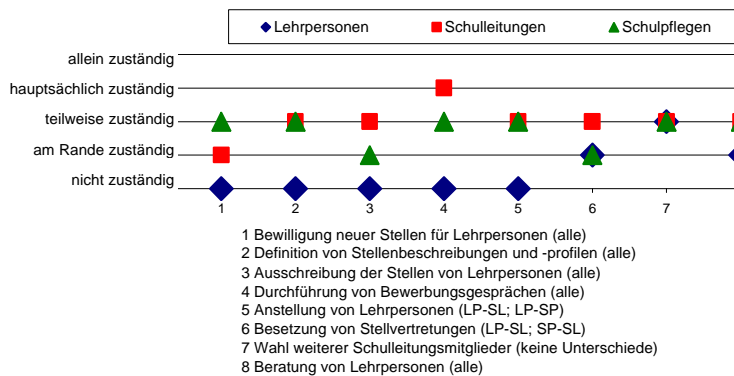 Lehrpersonen Schulleitungen Schulpflegen
allein zuständig
hauptsächlich zuständig
teilweise zuständig
am Rande zuständig
nicht zuständig
1 2 3 4 5 6 7
1 Bewilligung neuer Stellen für Lehrpersonen (alle)
2 Definition von Stellenbeschreibungen und -profilen (alle)
3 Ausschreibung der Stellen von Lehrpersonen (alle)
4 Durchführung von Bewerbungsgesprächen (alle)
5 Anstellung von Lehrpersonen (LP-SL; LP-SP)
6 Besetzung von Stellvertretungen (LP-SL; SP-SL)
7 Wahl weiterer Schulleitungsmitglieder (keine Unterschiede)
8 Beratung von Lehrpersonen (alle)